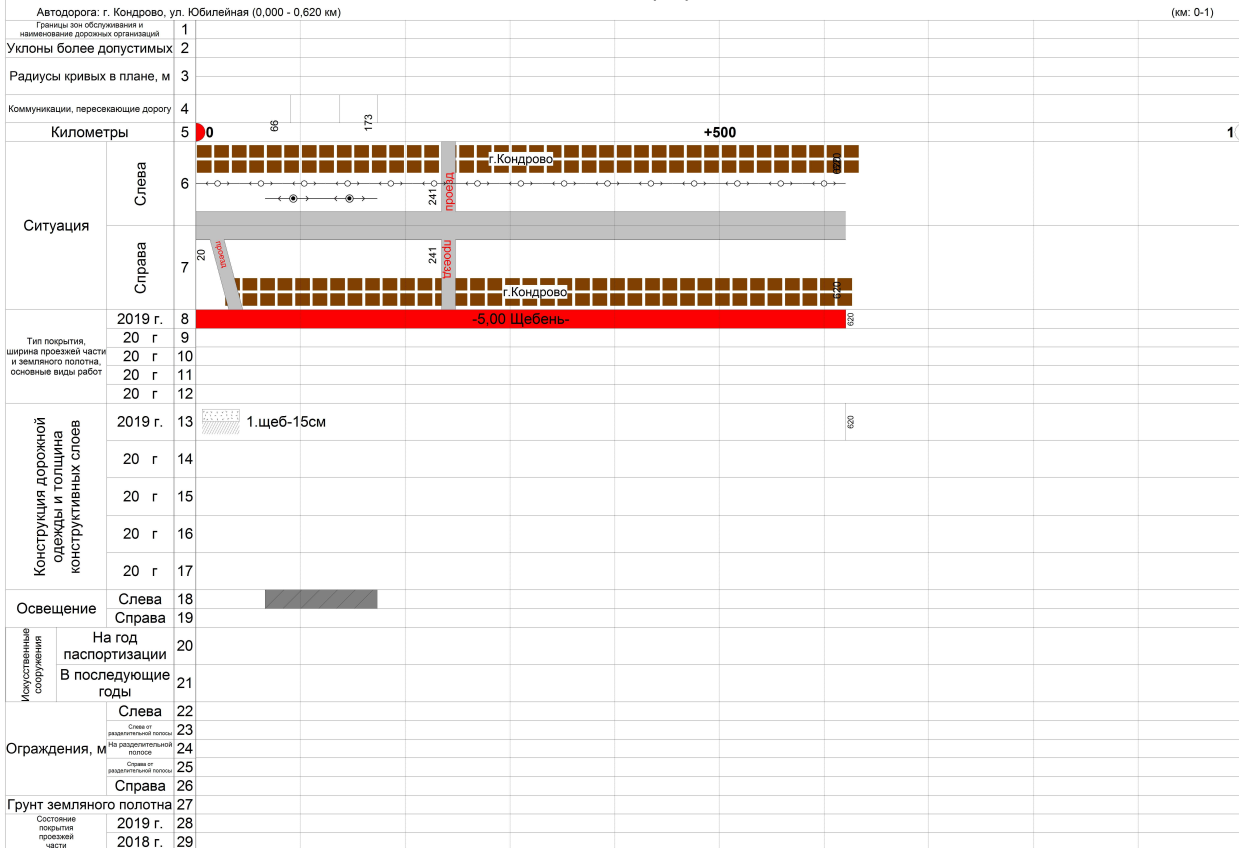 Автодорога: г. Кондрово, ул. Юбилейная (0,000 - 0,620 км)
(км: 0-1)
Границы зон обслуживания и
наименование дорожных организаций
1
Уклоны более допустимых
2
Радиусы кривых в плане, м
3
Коммуникации, пересекающие дорогу
4
66
173
Километры
5
0
+500
1
Ситуация
Слева
6
г.Кондрово
620
241
проезд
Справа
7
20
проезд
241
проезд
г.Кондрово
620
Тип покрытия,
ширина проезжей части
и земляного полотна,
основные виды работ
2019 г.
8
-5,00 Щебень-
620
20 г
9
20 г
10
20 г
11
20 г
12
Конструкция дорожной
одежды и толщина
конструктивных слоев
2019 г.
13
1.щеб-15см
620
20 г
14
20 г
15
20 г
16
20 г
17
Освещение
Слева
18
Справа
19
Искусственные
сооружения
На год
паспортизации
20
В последующие
годы
21
Ограждения, м
Слева
22
Слева от
разделительной полосы
23
На разделительной
полосе
24
Справа от
разделительной полосы
25
Справа
26
Грунт земляного полотна
27
Состояние
покрытия
проезжей
части
2019 г.
28
2018 г.
29